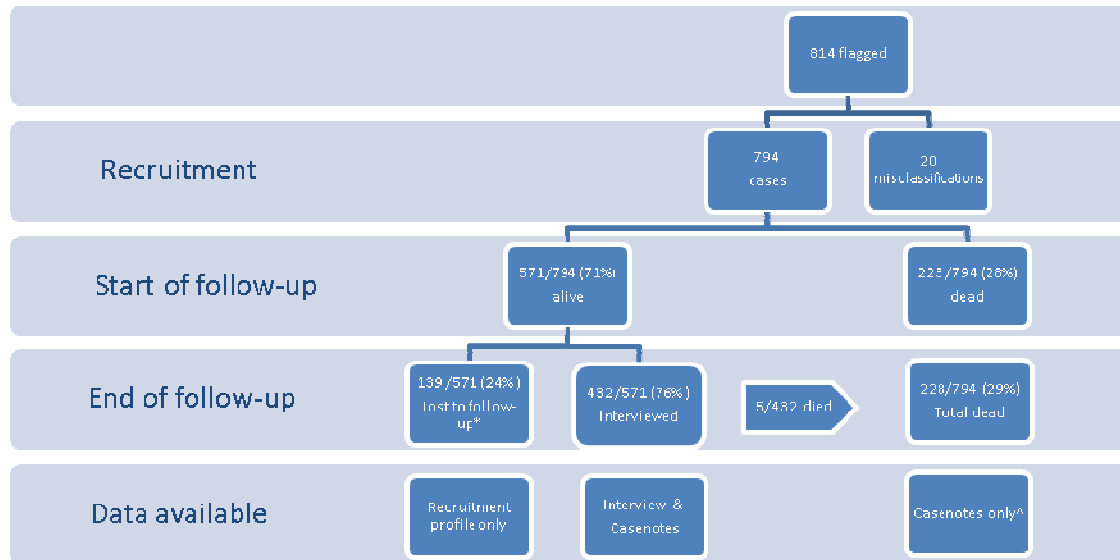 814 flagged
Recruitment
794
cases
20
misclassifications
Start of follow-up
571/794 (71%)
alive
223/794 (28%)
dead
End of follow-up
139/571 (24%)
lost to follow-
up*
432/571 (76%)
Interviewed
5/432 died
228/794 (29%)
Total dead
Data available
Recruitment
profile only
Interview &
Casenotes
Casenotes only^